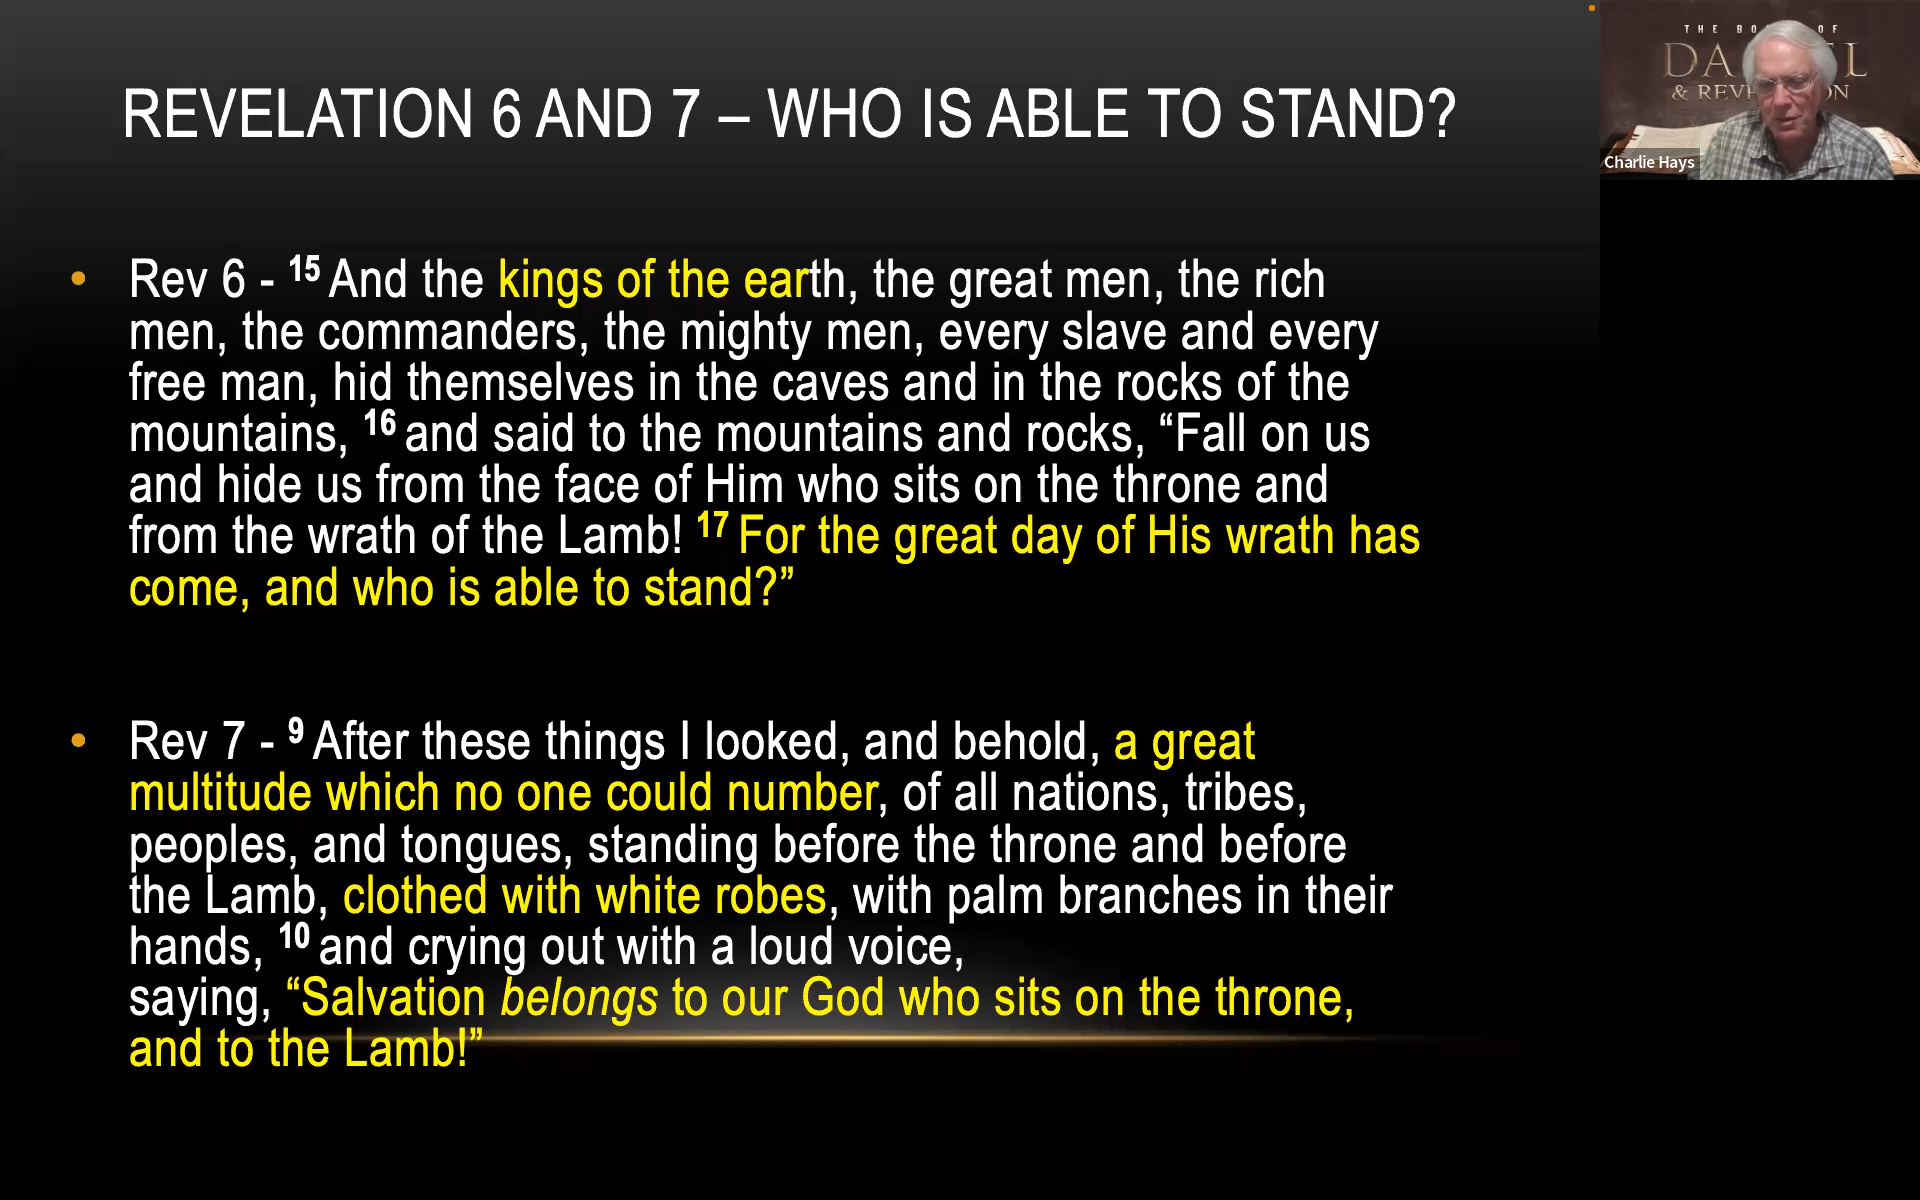 REVELATION 6 AND 7 – WHO IS ABLE TO STAND?
Rev 6 - 15 And the kings of the earth, the great men, the rich
men, the commanders, the mighty men, every slave and every
free man, hid themselves in the caves and in the rocks of the
mountains, 16 and said to the mountains and rocks, “Fall on us
and hide us from the face of Him who sits on the throne and
from the wrath of the Lamb! 17 For the great day of His wrath has
come, and who is able to stand?”
Rev 7 - 9 After these things I looked, and behold, a great
multitude which no one could number, of all nations, tribes,
peoples, and tongues, standing before the throne and before
the Lamb, clothed with white robes, with palm branches in their
hands, 10 and crying out with a loud voice,
saying, “Salvation belongs to our God who sits on the throne,
and to the Lamb!”
THE
&
Charlie Hays